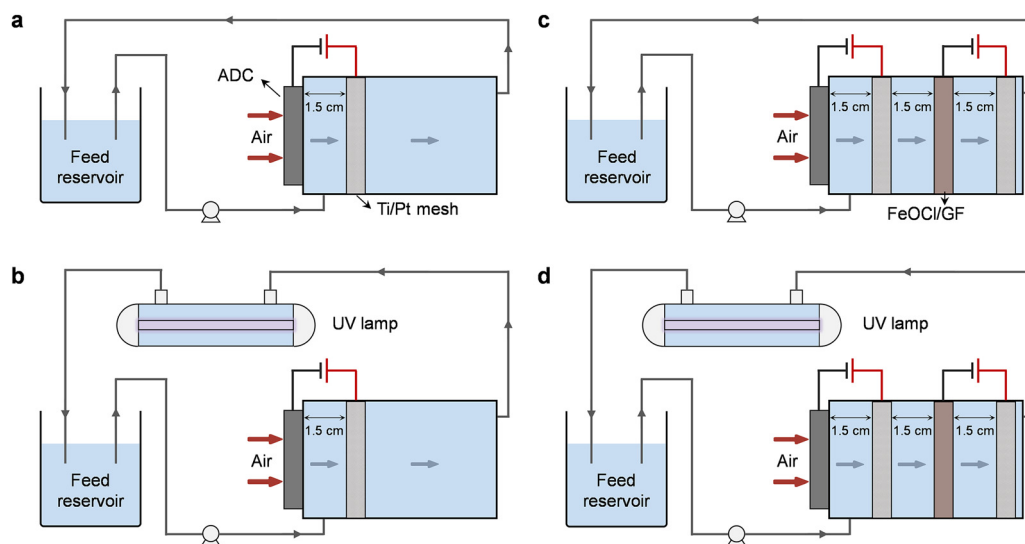 a
ADC
1.5 cm
Air
Feed
reservoir
Ti/Pt mesh
c
1.5 cm
1.5 cm
1.5 cm
Air
Feed
reservoir
FeOCl/GF
b
UV lamp
1.5 cm
Air
Feed
reservoir
d
UV lamp
1.5 cm
1.5 cm
1.5 cm
Air
Feed
reservoir